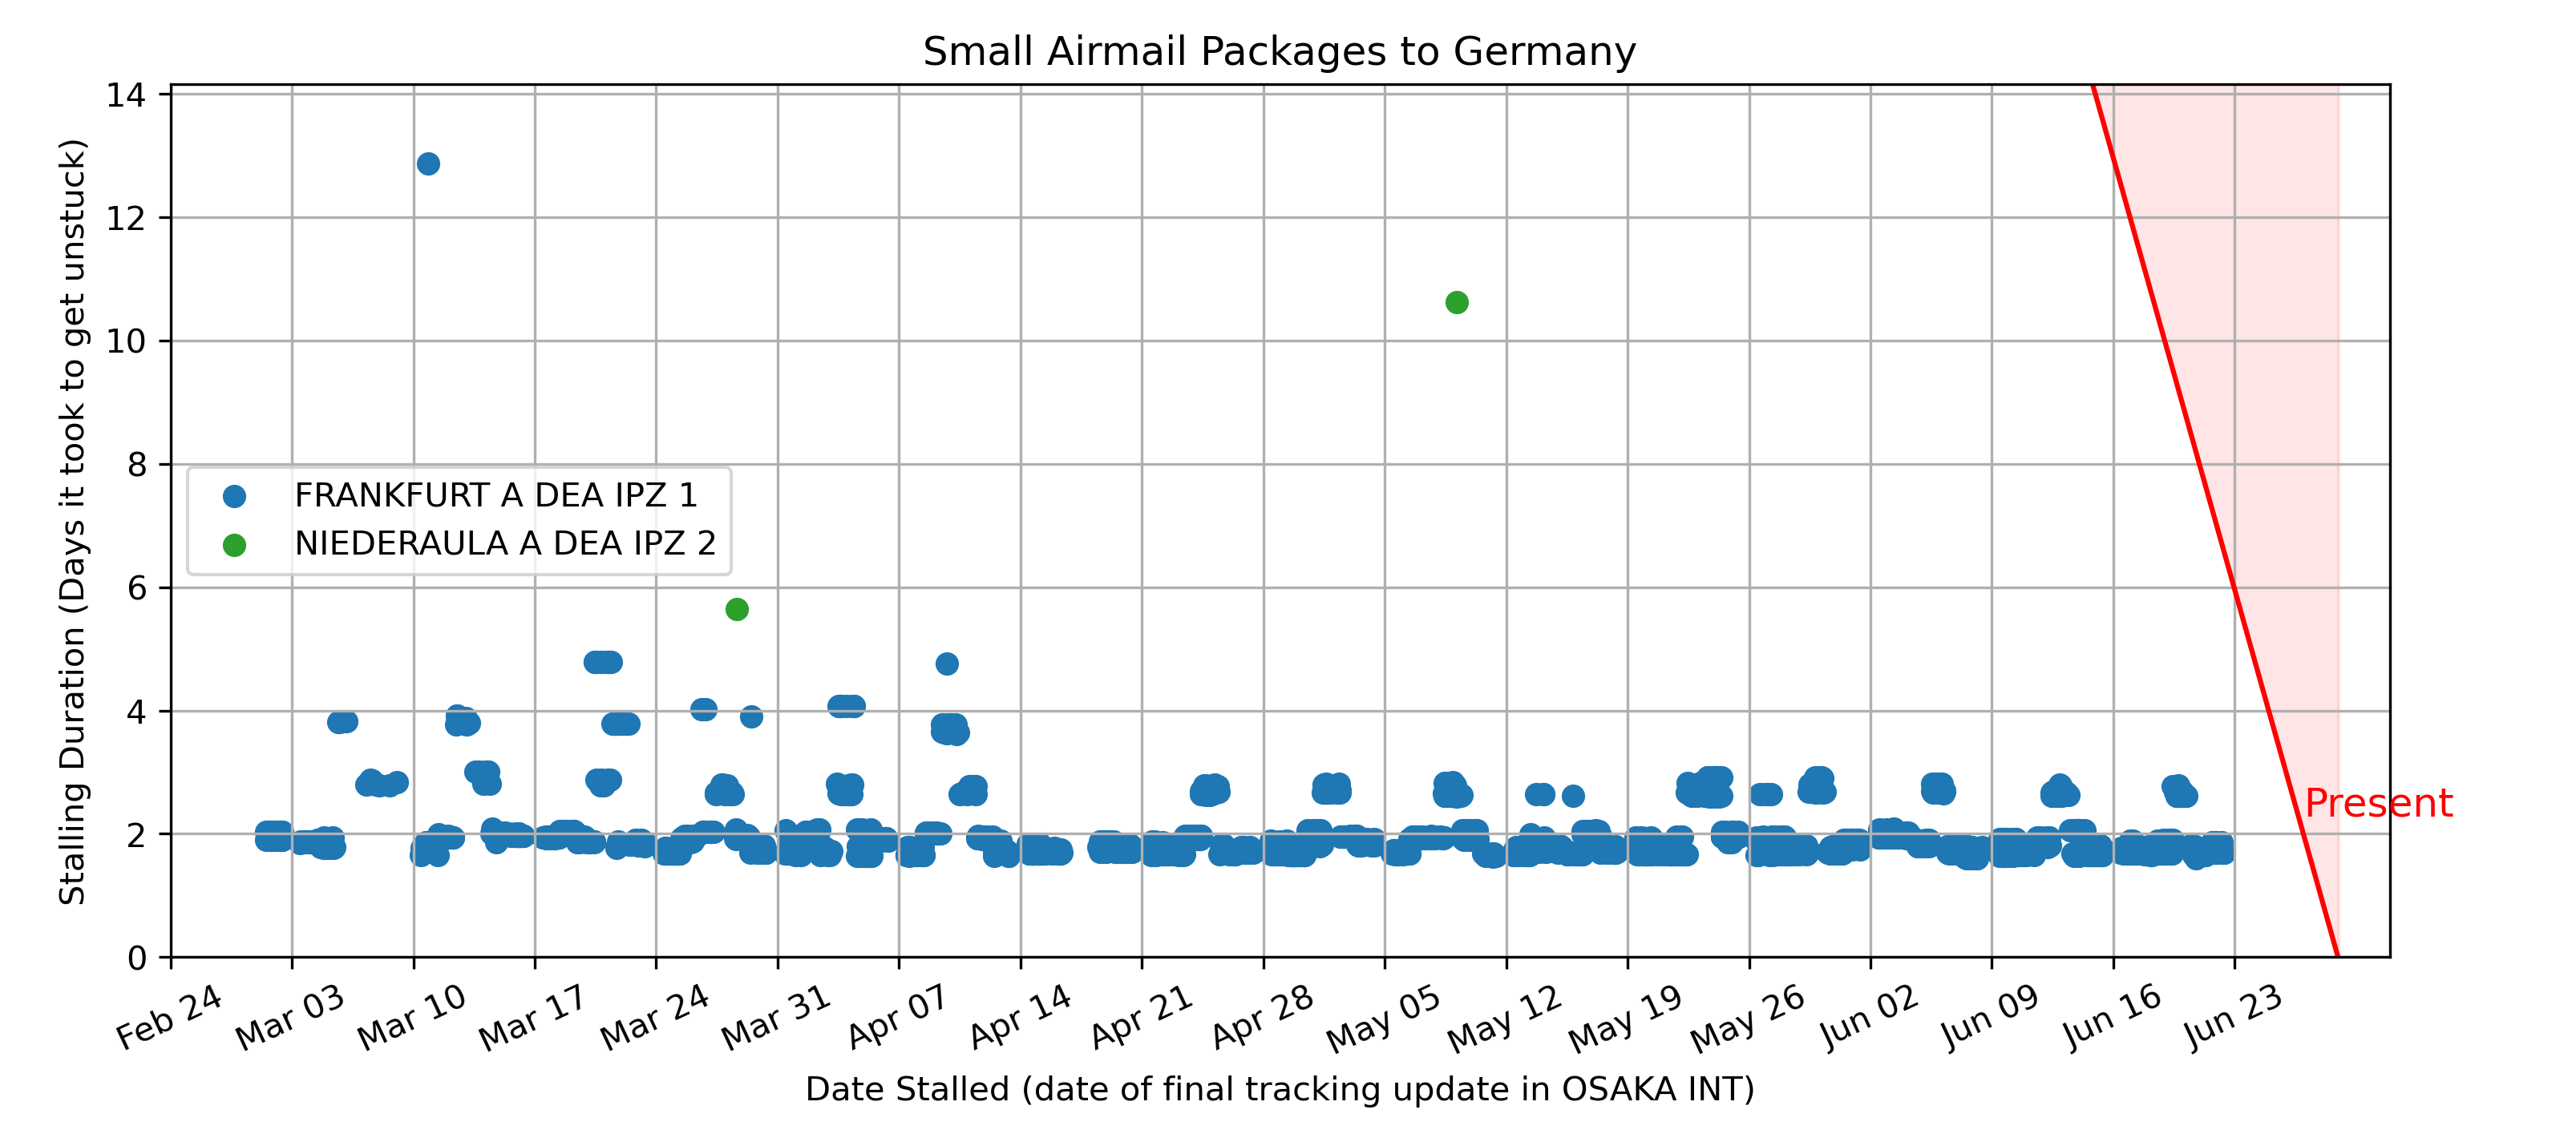 Small Airmail Packages to Germany
Stalling Duration (Days it took to get unstuck)
14
12
10
8
6
4
2
0
FRANKFURT A DEA IPZ 1
NIEDERAULA A DEA IPZ 2
Present
Feb 24
Mar 03
Mar 10
Mar 17
Mar 24
Mar 31
Apr 07
Apr 14
Apr 21
Apr 28
May 05
May 12
May 19
May 26
Jun 02
Jun 09
Jun 16
Jun 23
Date Stalled (date of final tracking update in OSAKA INT)